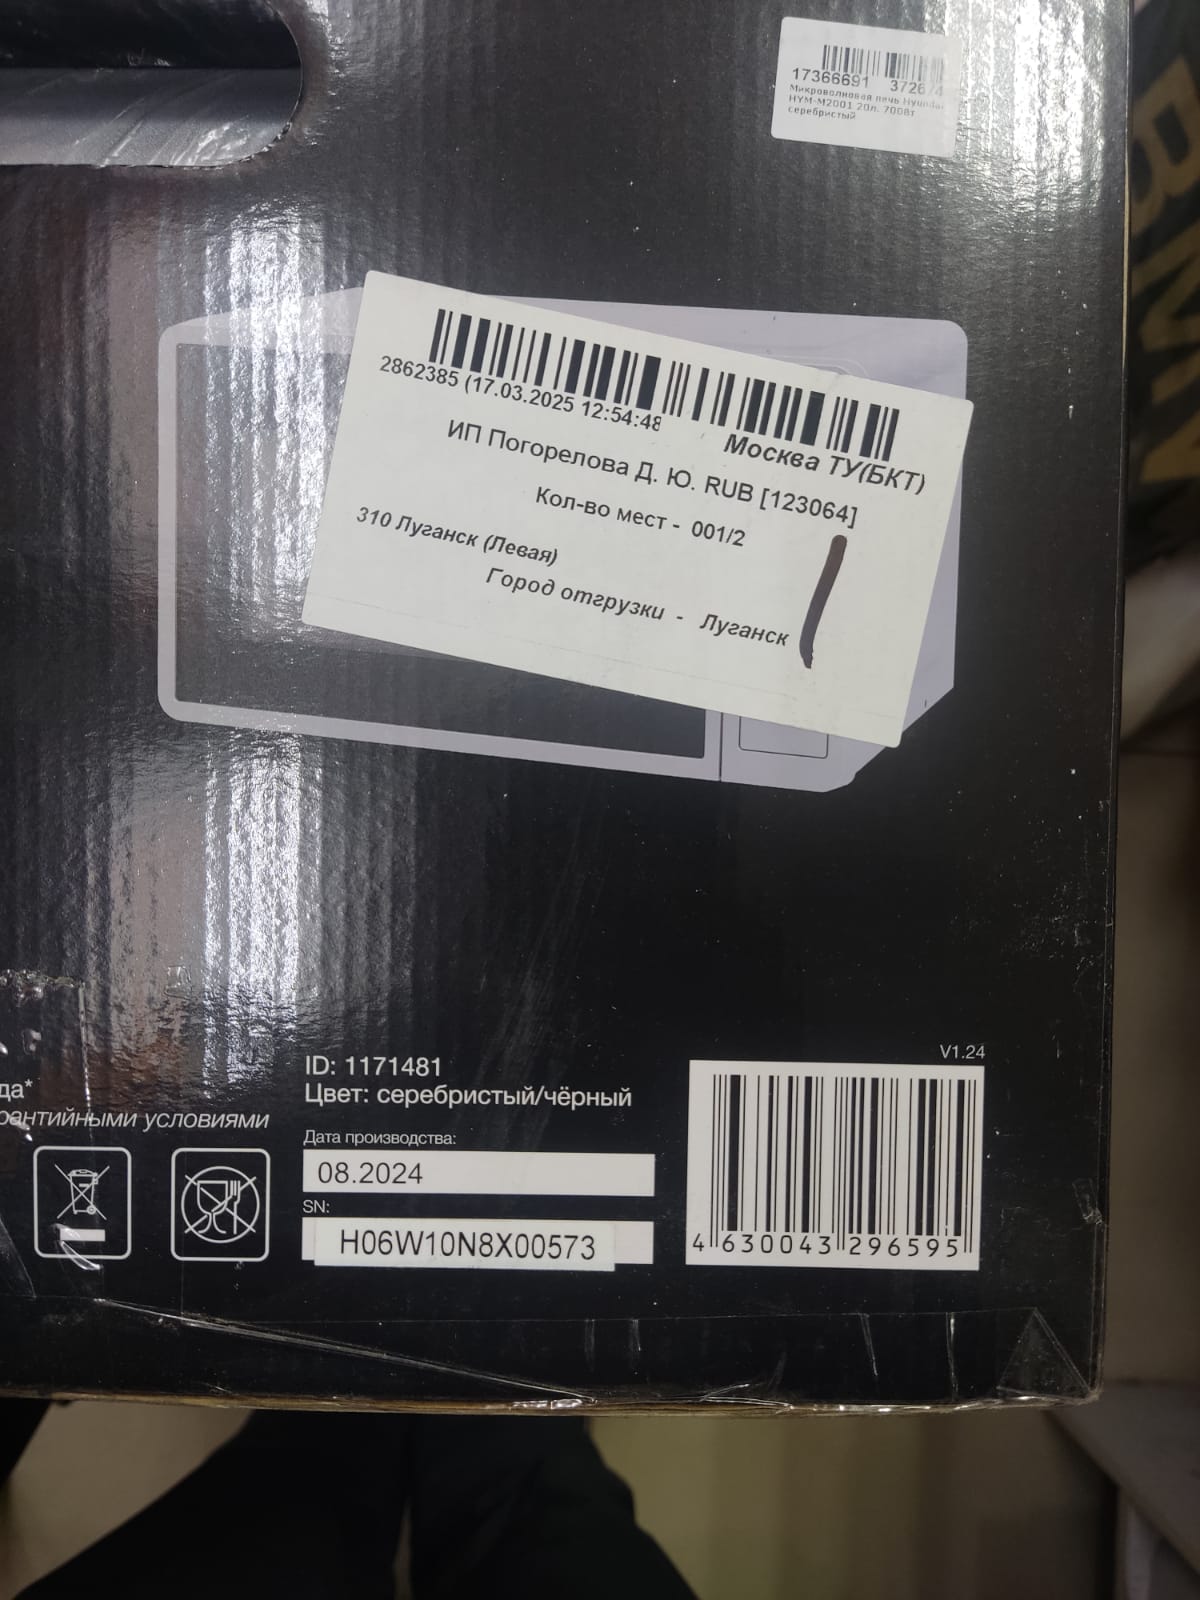 17366691 372674
Микроволновая печь Hyundai
HYM-M2001 20л. 700Вт
серебристый
2862385 (17.03.2025 12:54:48
Москва ТУ(БКТ)
ИП Погорелова Д. Ю. RUB [123064]
Кол-во мест - 001/2
310 Луганск (Левая)
Город отгрузки - Луганск
V1.24
ID: 1171481
Цвет: серебристый/чёрный
да*
рантийными условиями
Дата производства:
08.2024
SN:
H06W10N8X00573
4 630043 296595